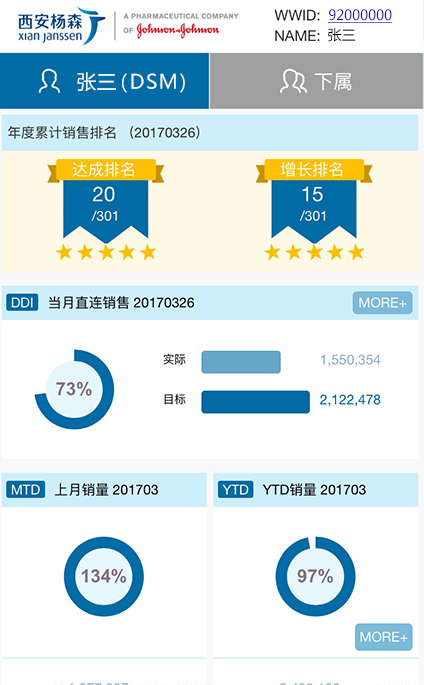 西安杨森
xian janssen
A PHARMACEUTICAL COMPANY
OF Johnson & Johnson
WWID: 92000000
NAME: 张三
张三(DSM)
下属
年度累计销售排名 （20170326）
达成排名
20
/301
增长排名
15
/301
DDI 当月直连销售 20170326
MORE+
73%
实际 1,550,354
目标 2,122,478
MTD 上月销量 201703
134%
YTD YTD销量 201703
97%
MORE+